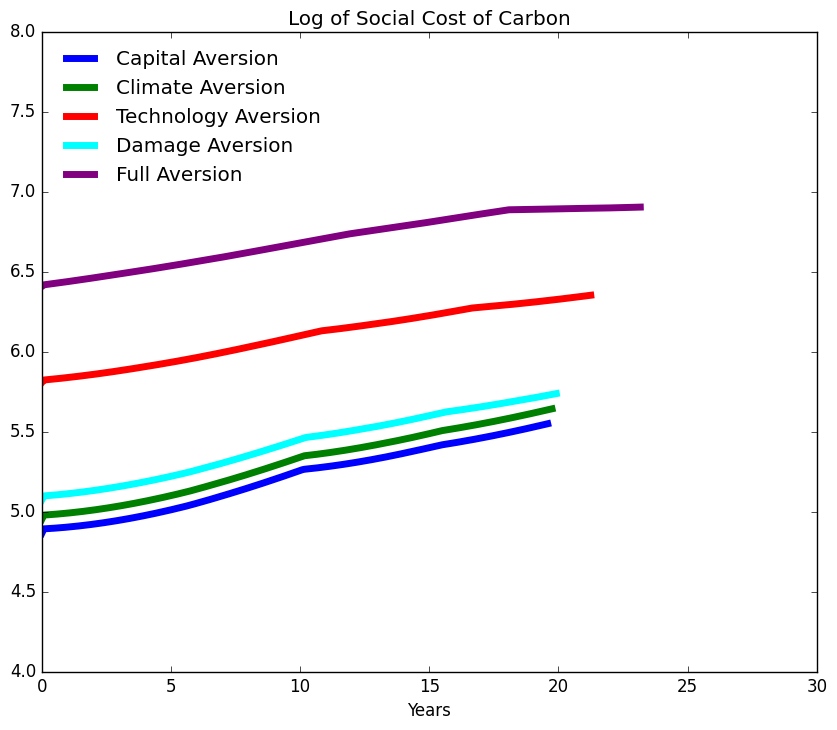 Log of Social Cost of Carbon
8.0
7.5
7.0
6.5
6.0
5.5
5.0
4.5
4.0
Capital Aversion
Climate Aversion
Technology Aversion
Damage Aversion
Full Aversion
0 5 10 15 20 25 30
Years